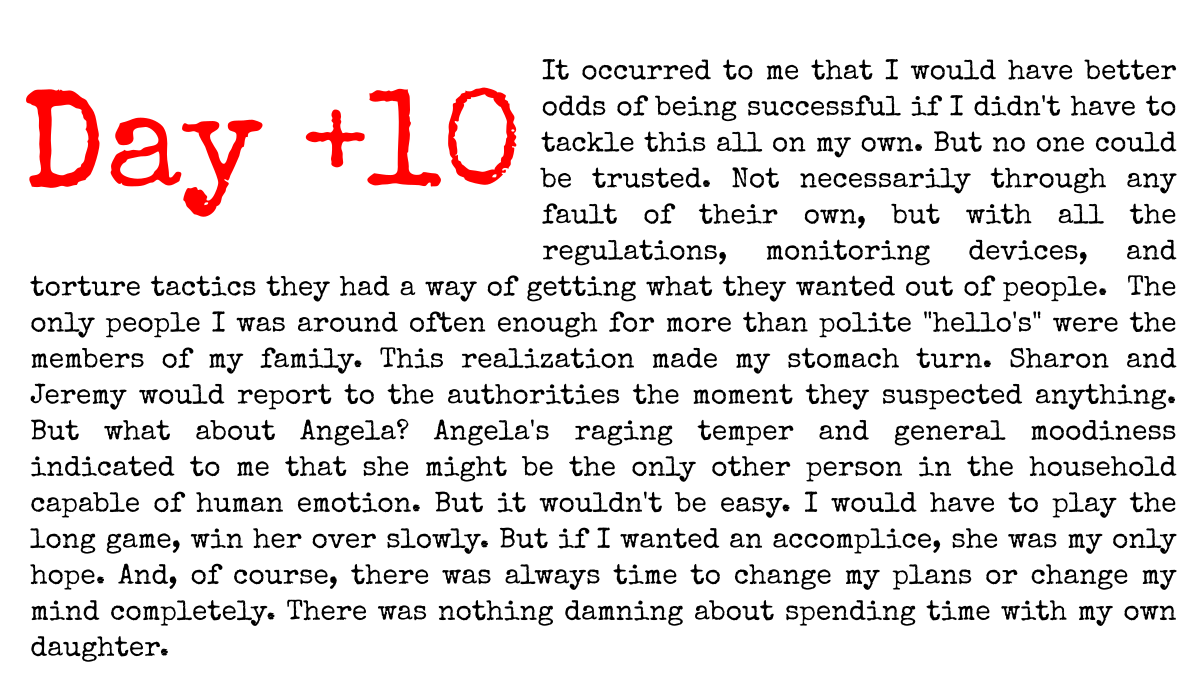 Day +10
It occurred to me that I would have better
odds of being successful if I didn't have to
tackle this all on my own. But no one could
be trusted. Not necessarily through any
fault of their own, but with all the
regulations, monitoring devices, and
torture tactics they had a way of getting what they wanted out of people. The
only people I was around often enough for more than polite "hello's" were the
members of my family. This realization made my stomach turn. Sharon and
Jeremy would report to the authorities the moment they suspected anything.
But what about Angela? Angela's raging temper and general moodiness
indicated to me that she might be the only other person in the household
capable of human emotion. But it wouldn't be easy. I would have to play the
long game, win her over slowly. But if I wanted an accomplice, she was my only
hope. And, of course, there was always time to change my plans or change my
mind completely. There was nothing damning about spending time with my own
daughter.